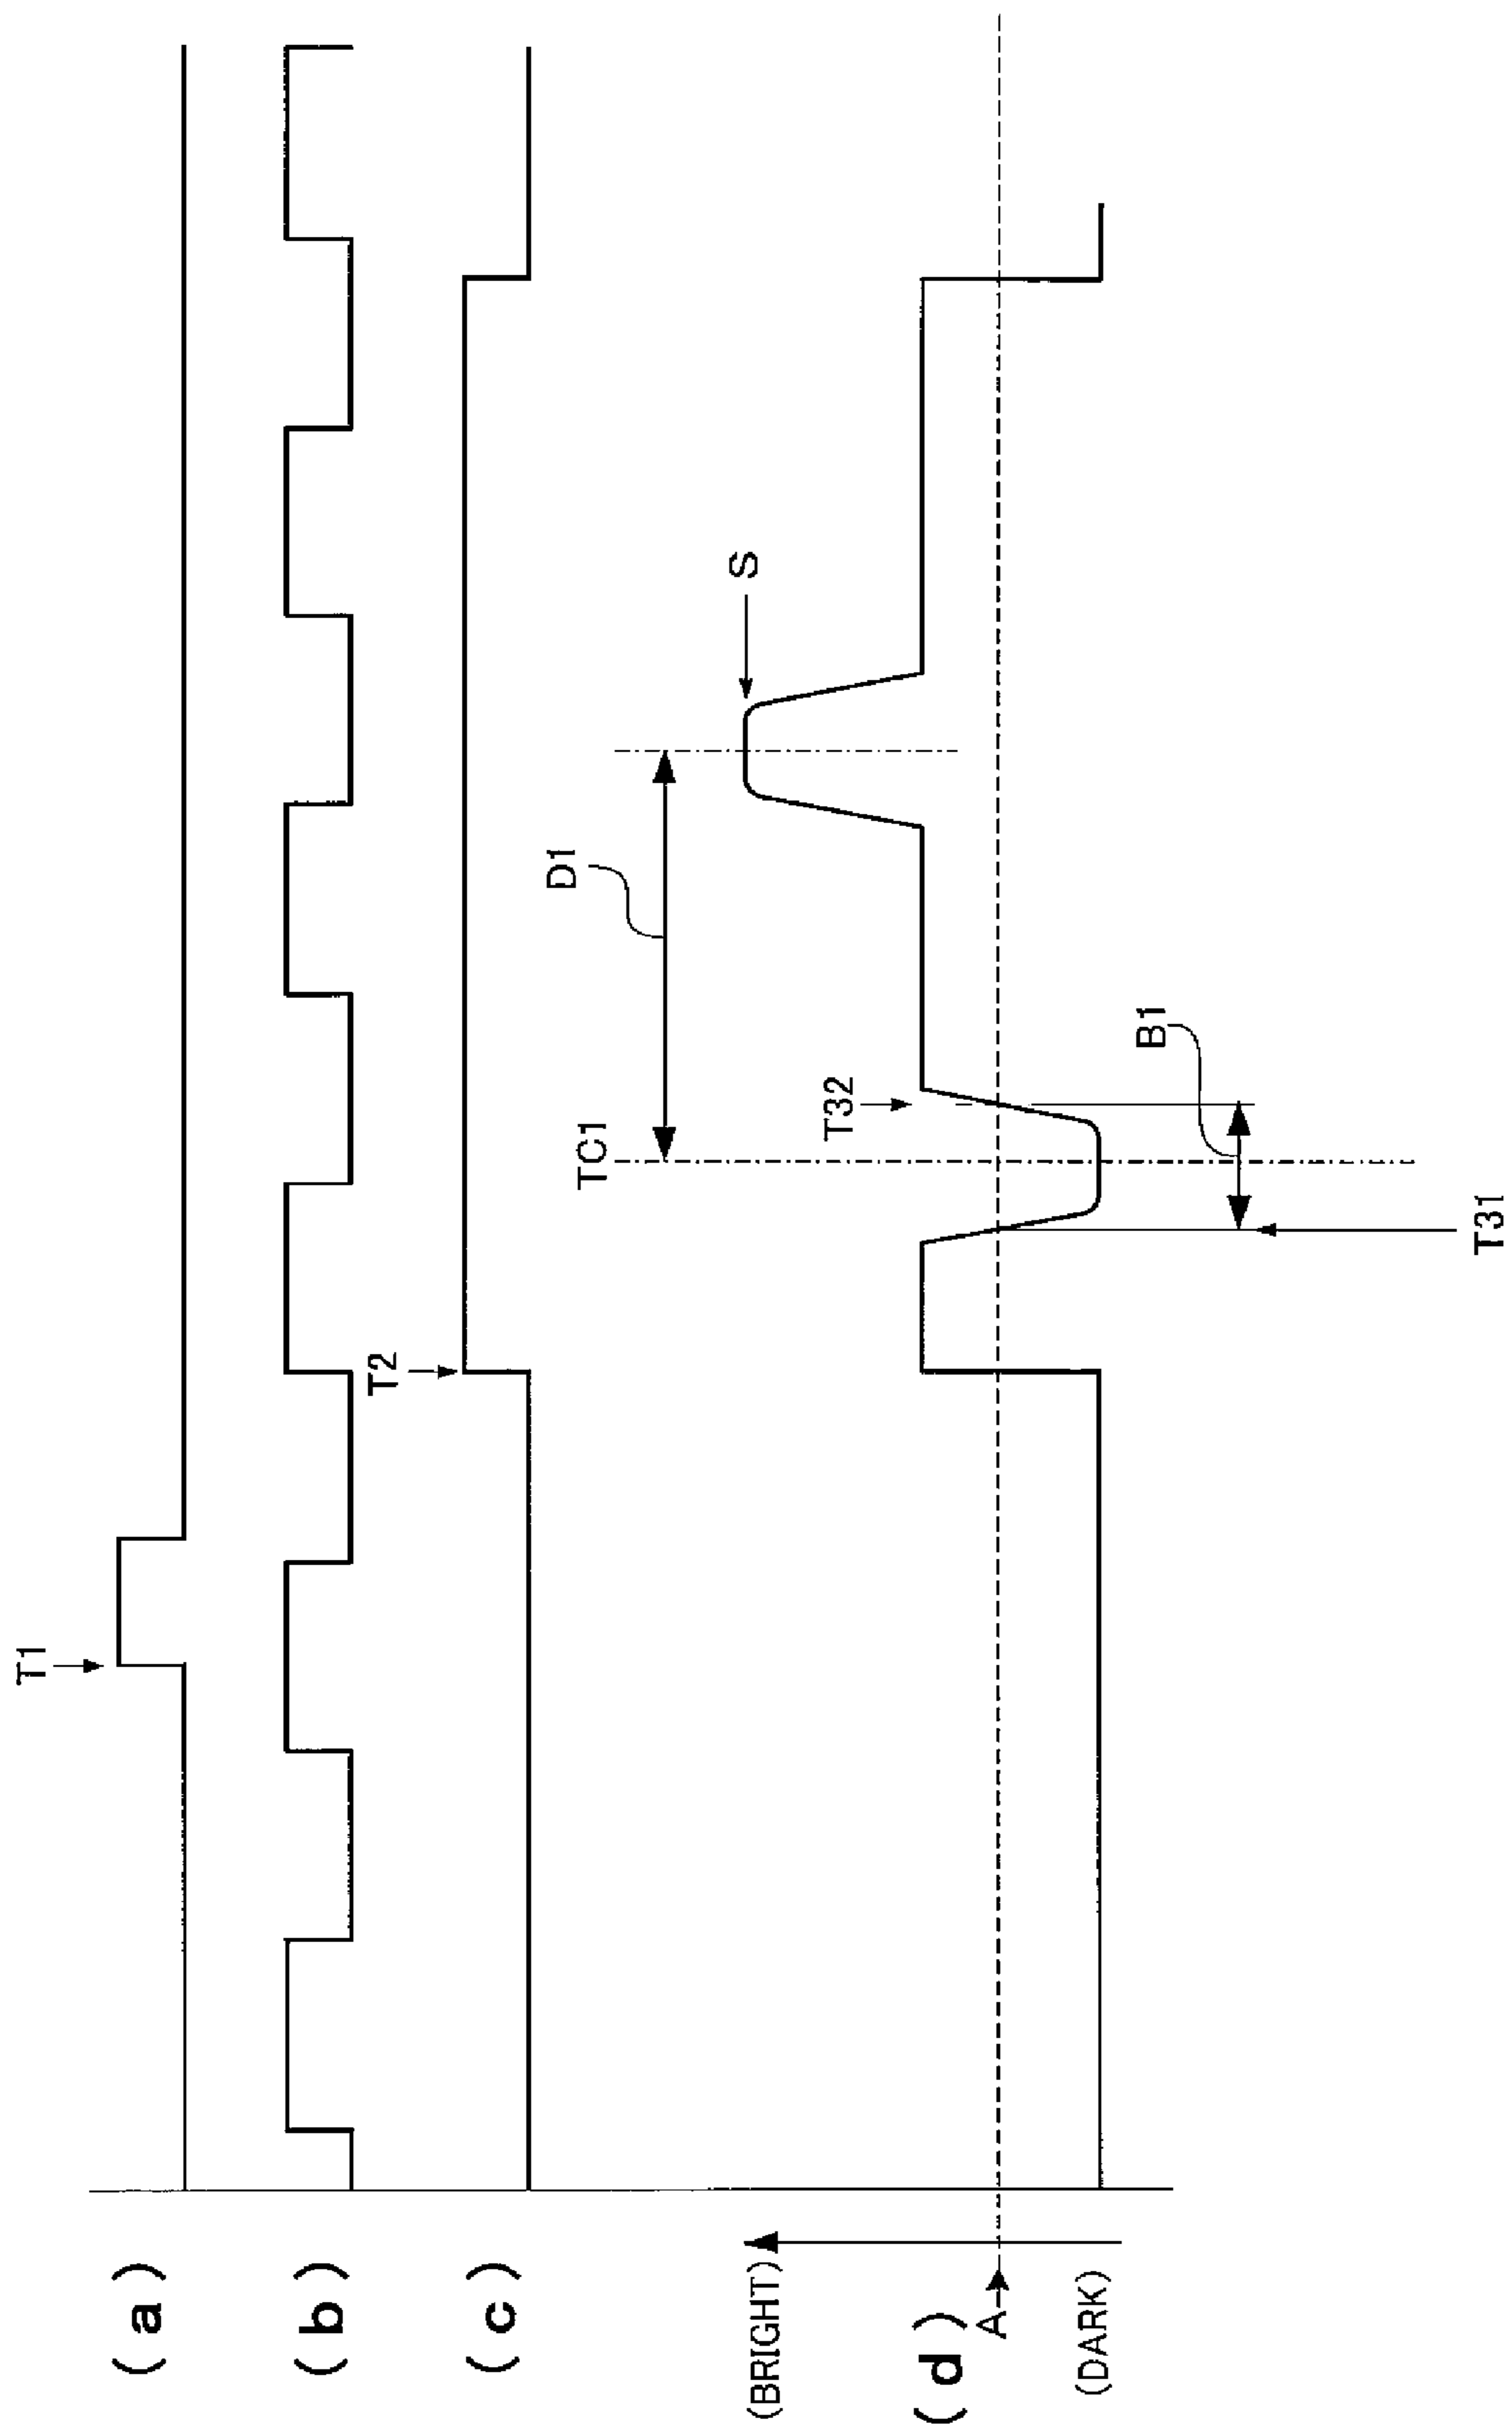 (a)
T1
(b)
(c)
T2
(BRIGHT)
(d)
A
(DARK)
D1
S
TC1
T32
B1
T31